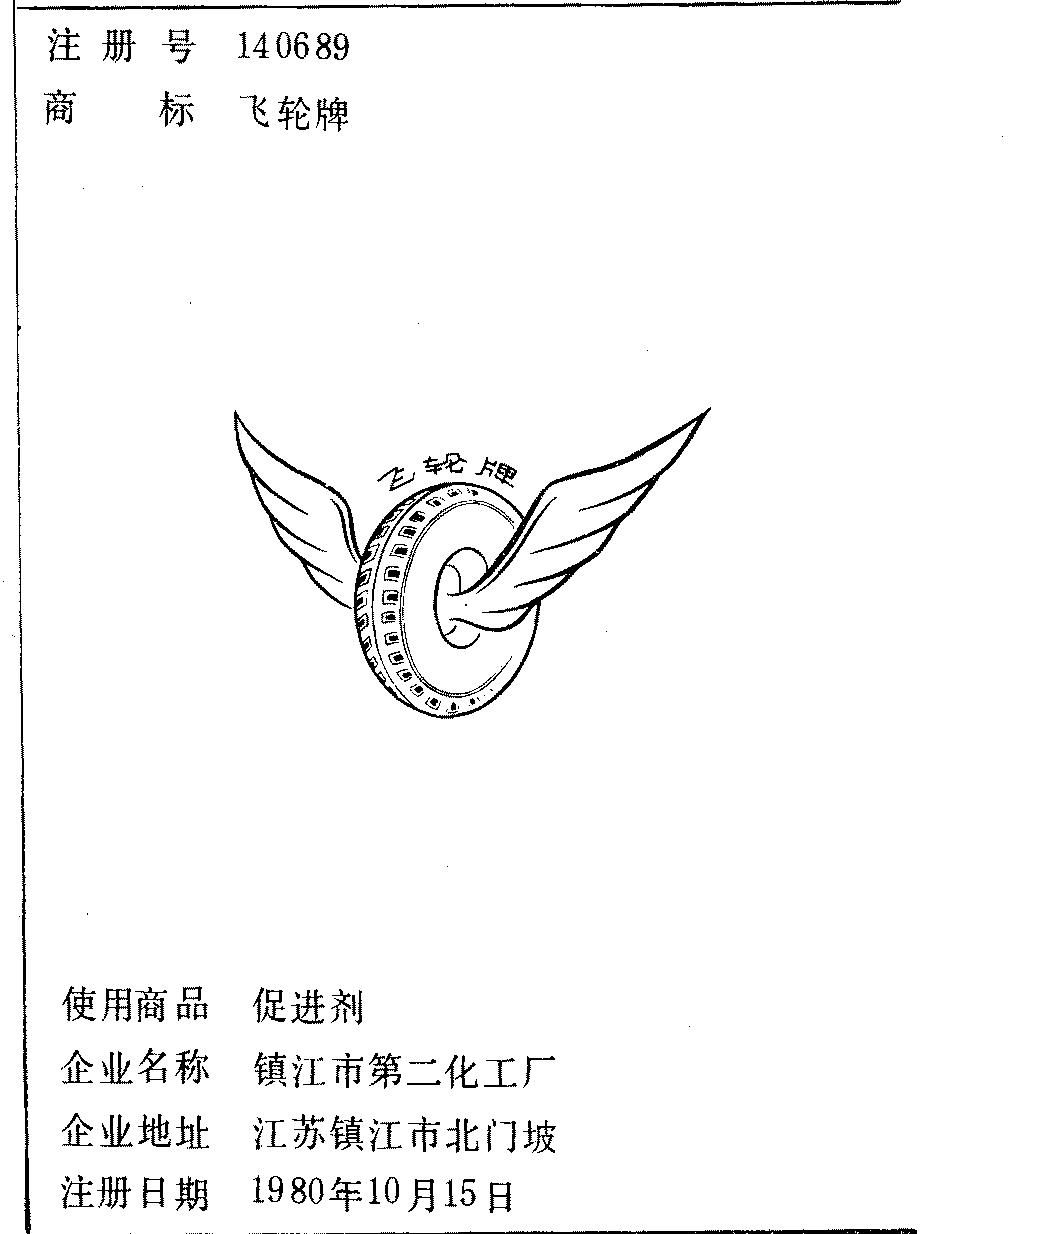 注册号 140689
商标 飞轮牌
飞轮牌
使用商品 促进剂
企业名称 镇江市第二化工厂
企业地址 江苏镇江市北门坡
注册日期 1980年10月15日